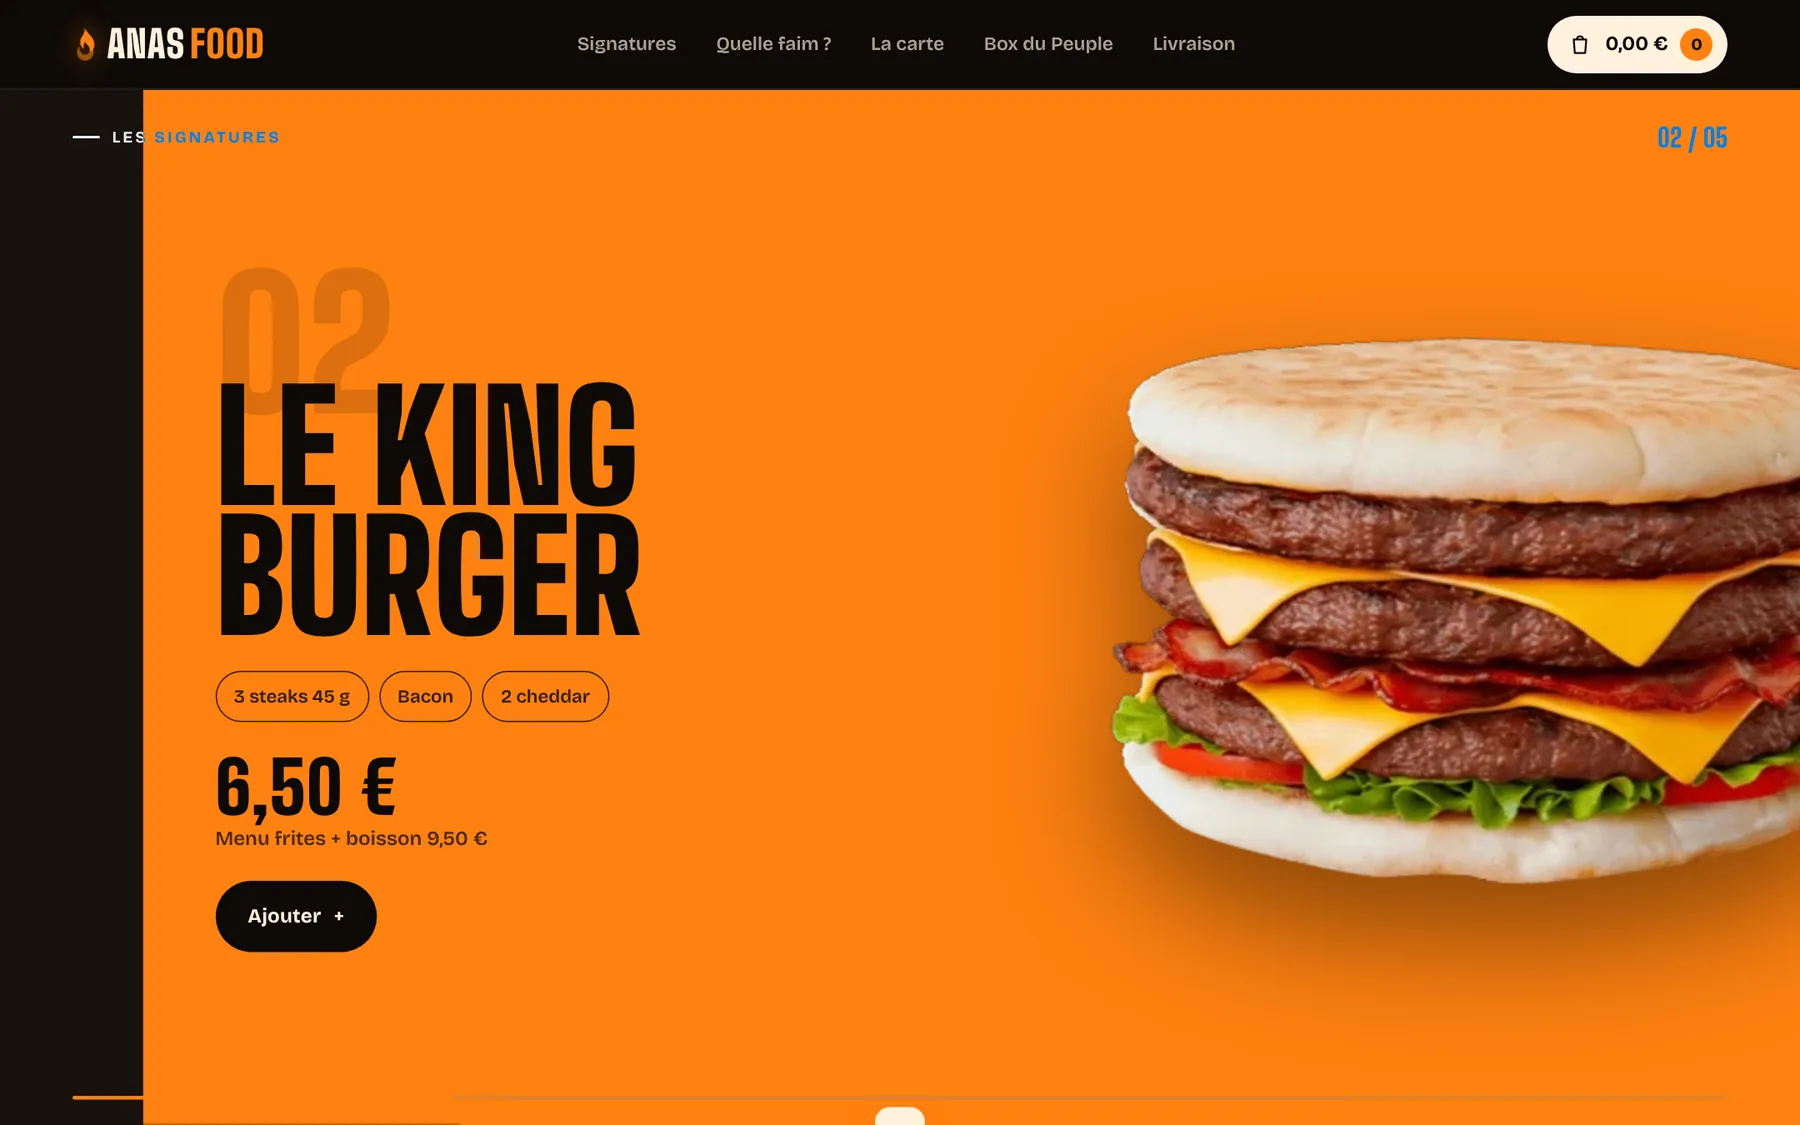 ANAS FOOD
Signatures
Quelle faim ?
La carte
Box du Peuple
Livraison
0,00 €
0
LES SIGNATURES
02 / 05
02
LE KING
BURGER
3 steaks 45 g
Bacon
2 cheddar
6,50 €
Menu frites + boisson 9,50 €
Ajouter +